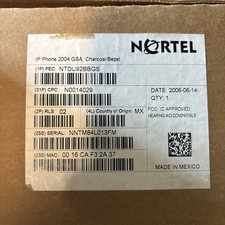 NORTEL
IP Phone 2004 GSA, Charcoal/Bezel
(1P) PEC: NTDU92BBGS
(31P) CPC: N0014029
DATE: 2006-06-14
QTY: 1
(2P) RLS: 02 (4L) Country of Origin: MX
FCC / IC APPROVED
HEARING AID COMPATIBLE
(25S) SERIAL: NNTM84L013FM
(23S) MAC: 00 16 CA F3 2A 37
MADE IN MEXICO